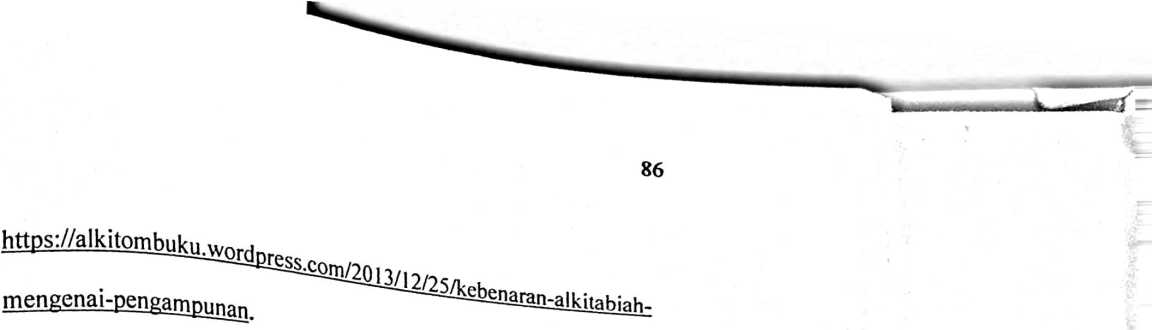 86
https://alkitombuku.wordpress.com/2013/12/25/kebenaran-alkitabiah-
mengenai-pengampunan.